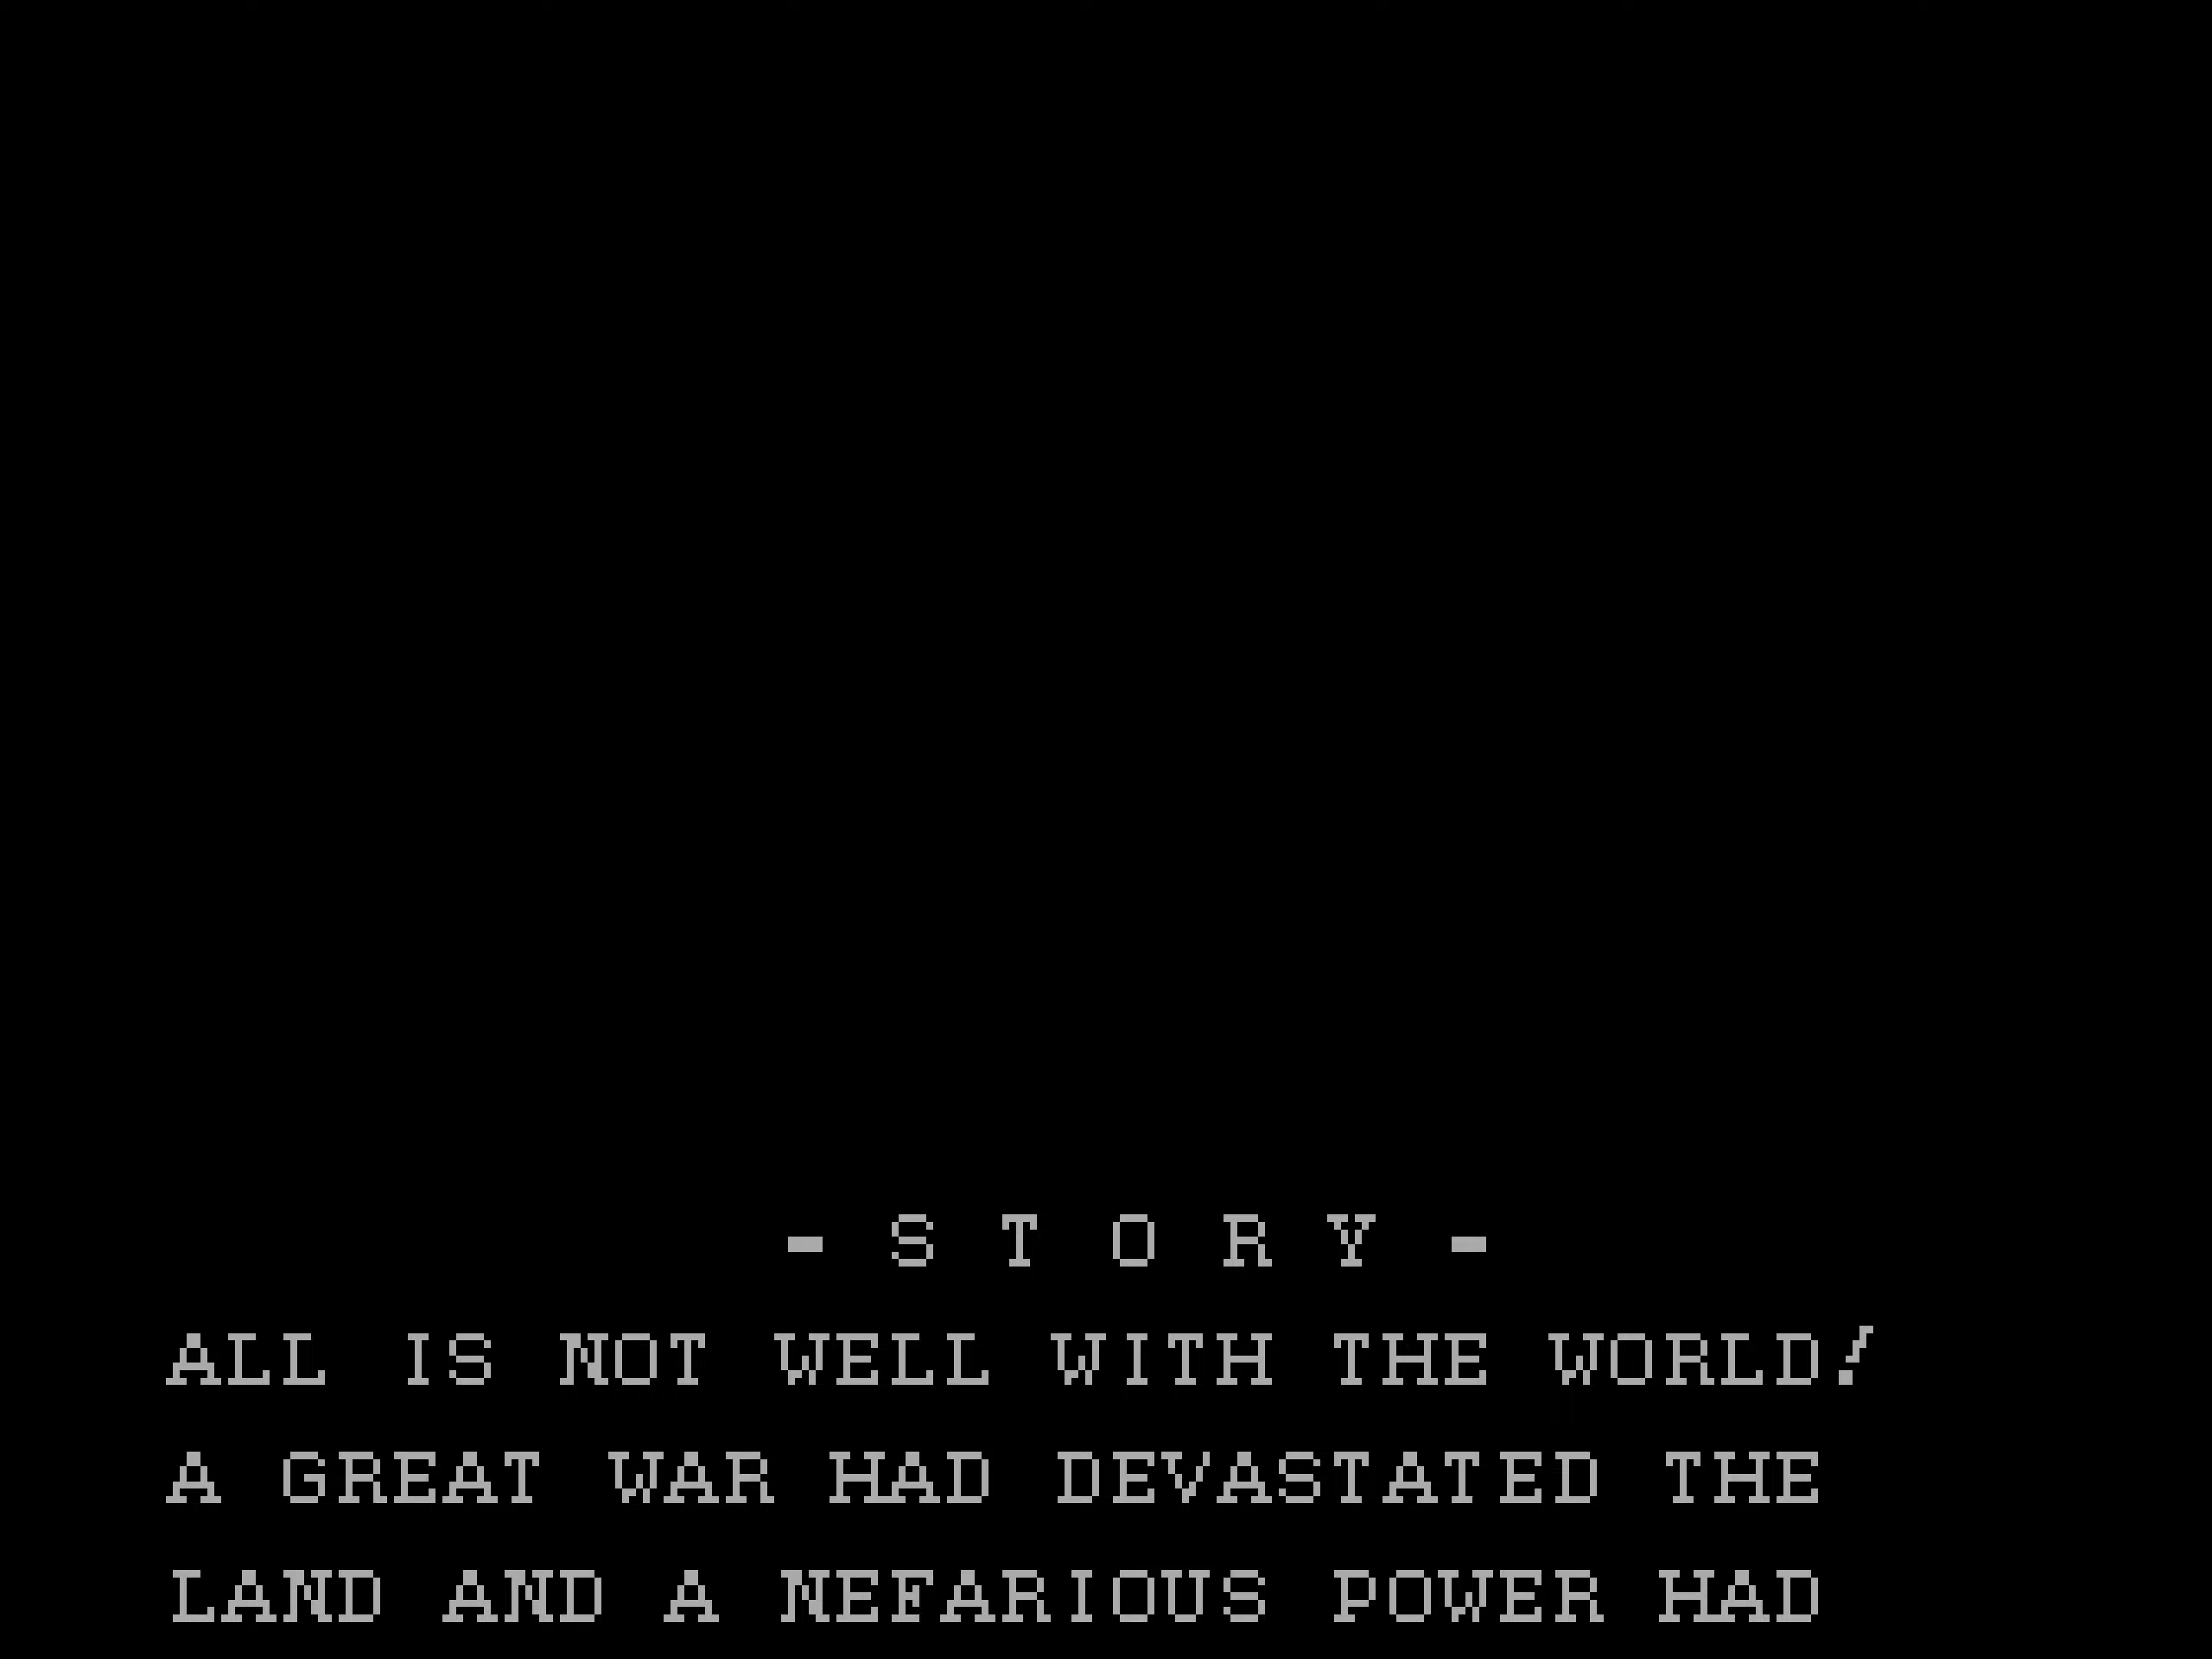 - S T O R Y -
ALL IS NOT WELL WITH THE WORLD!
A GREAT WAR HAD DEVASTATED THE
LAND AND A NEFARIOUS POWER HAD